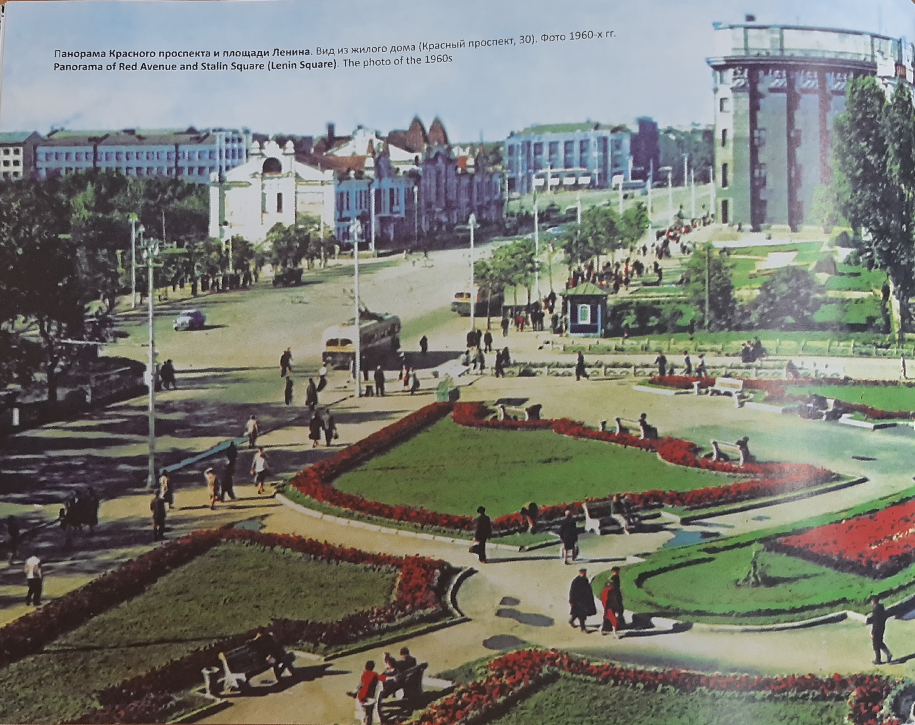 Панорама Красного проспекта и площади Ленина. Вид из жилого дома (Красный проспект, 30). Фото 1960-х гг.
Panorama of Red Avenue and Stalin Square (Lenin Square). The photo of the 1960s